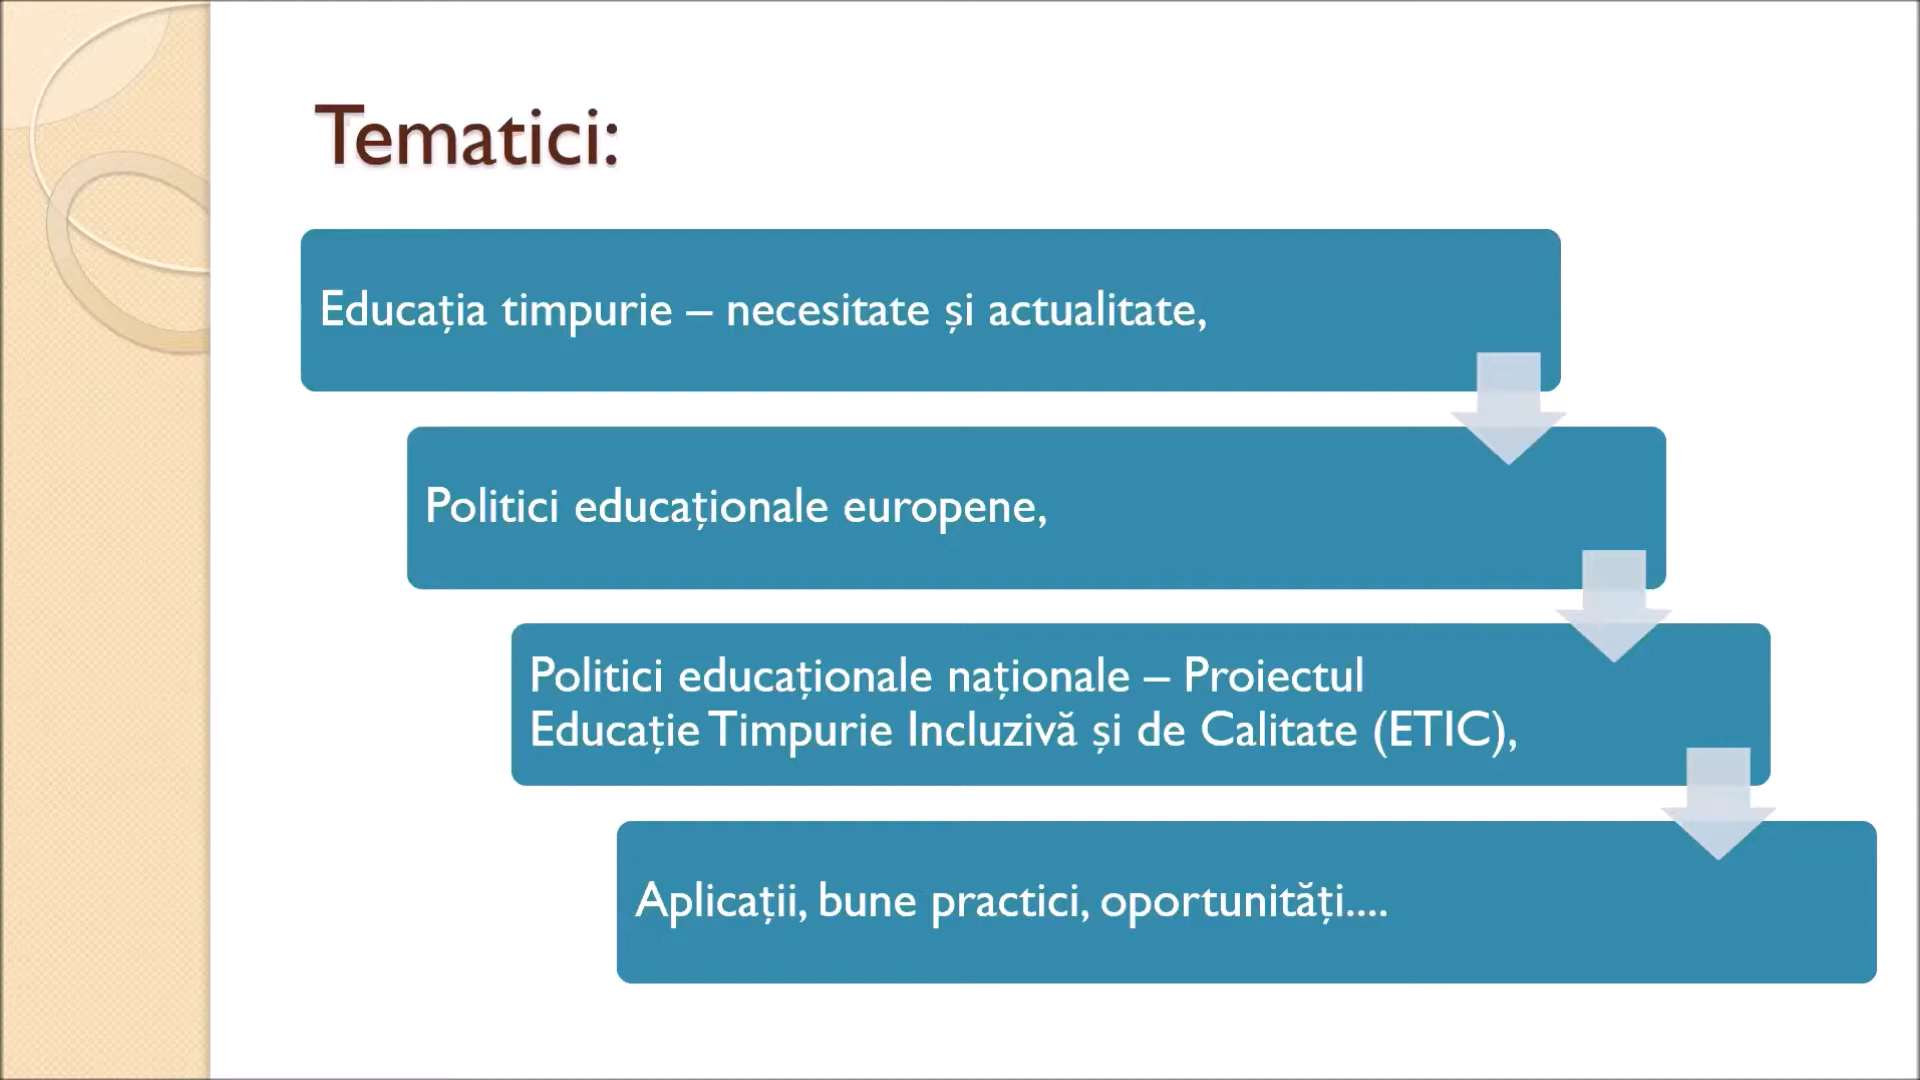 Tematici:
Educația timpurie – necesitate și actualitate,
Politici educaționale europene,
Politici educaționale naționale – Proiectul
Educație Timpurie Incluzivă și de Calitate (ETIC),
Aplicații, bune practici, oportunități....